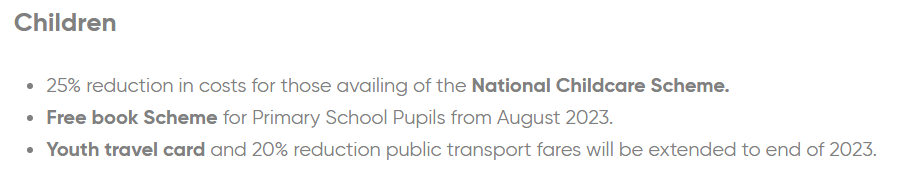 Children
• 25% reduction in costs for those availing of the National Childcare Scheme.
• Free book Scheme for Primary School Pupils from August 2023.
• Youth travel card and 20% reduction public transport fares will be extended to end of 2023.